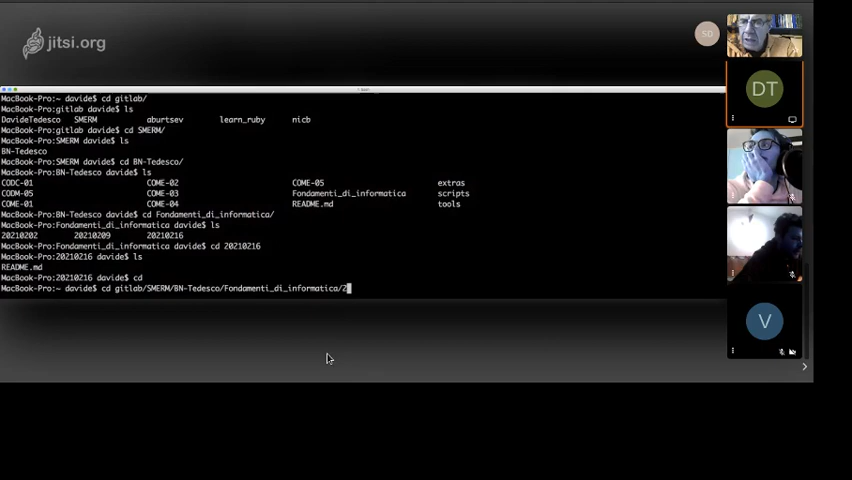 jitsi.org
SO
DT
bash
MacBook-Pro:~ davide$ cd gitlab/
MacBook-Pro:gitlab davide$ ls
DavideTedesco SMERM aburtsev learn_ruby nicb
MacBook-Pro:gitlab davide$ cd SMERM/
MacBook-Pro:SMERM davide$ ls
BN-Tedesco
MacBook-Pro:SMERM davide$ cd BN-Tedesco/
MacBook-Pro:BN-Tedesco davide$ ls
CODC-01 COME-02 COME-05 extras
CODM-05 COME-03 Fondamenti_di_informatica scripts
COME-01 COME-04 README.md tools
MacBook-Pro:BN-Tedesco davide$ cd Fondamenti_di_informatica/
MacBook-Pro:Fondamenti_di_informatica davide$ ls
20210202 20210209 20210216
MacBook-Pro:Fondamenti_di_informatica davide$ cd 20210216
MacBook-Pro:20210216 davide$ ls
README.md
MacBook-Pro:20210216 davide$ cd
MacBook-Pro:~ davide$ cd gitlab/SMERM/BN-Tedesco/Fondamenti_di_informatica/2
V